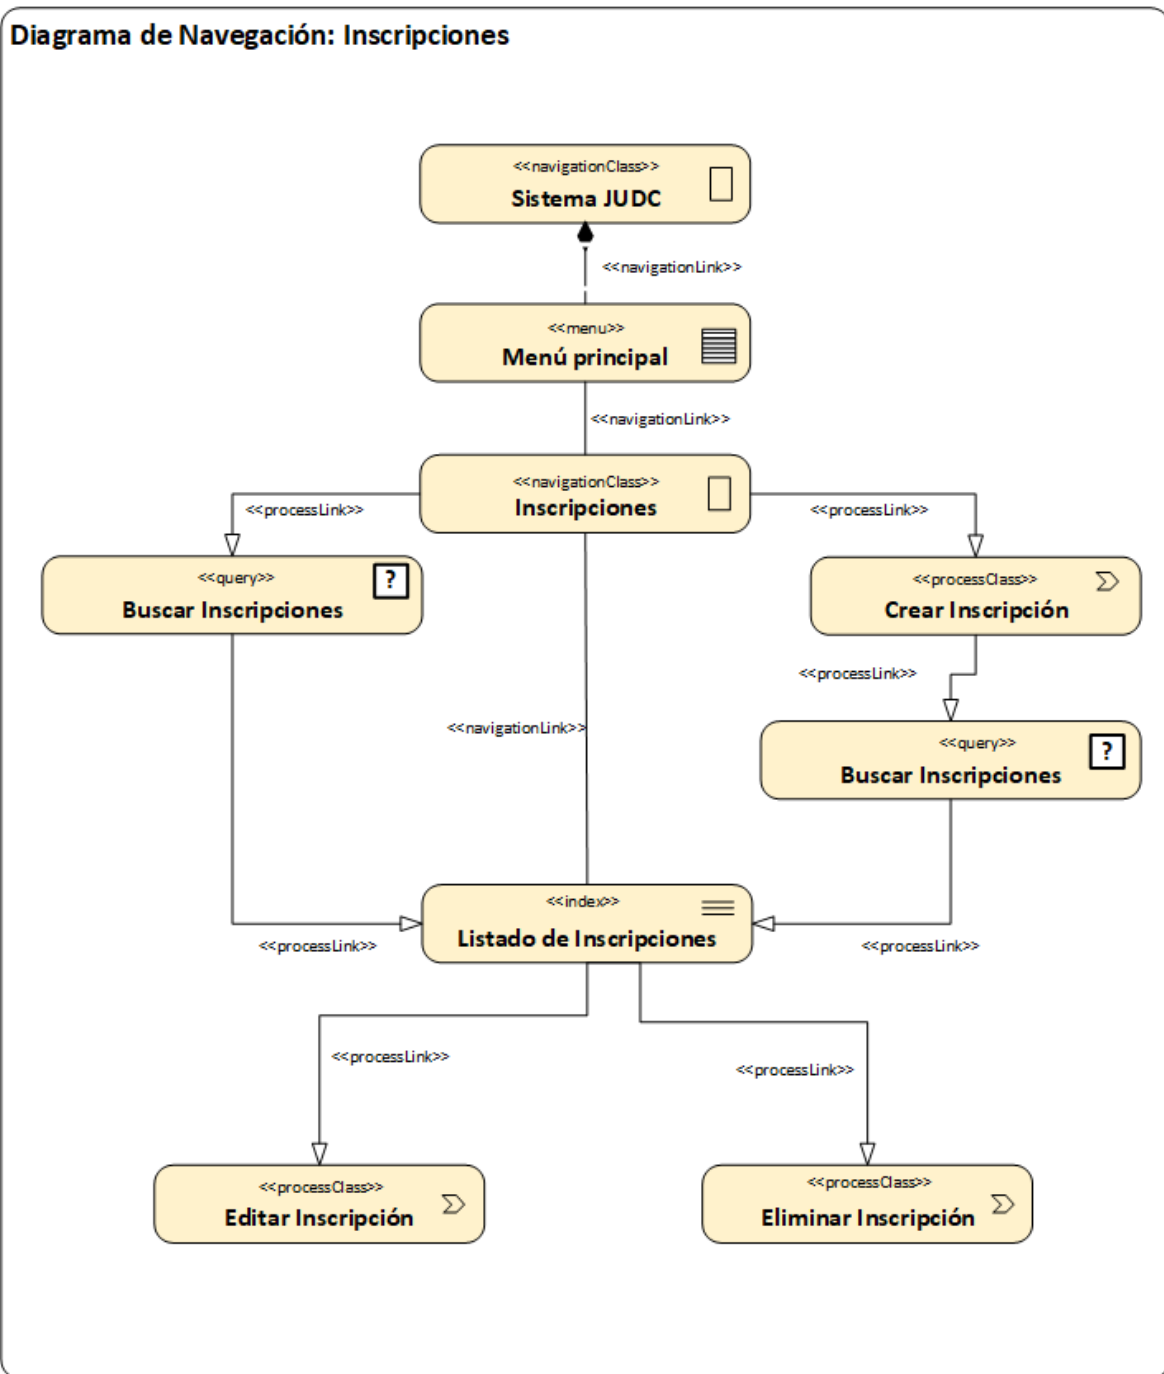 Diagrama de Navegación: Inscripciones
<<navigationClass>>
Sistema JUDC
<<navigationLink>>
<<menu>>
Menú principal
<<navigationLink>>
<<navigationClass>>
Inscripciones
<<processLink>>
<<processLink>>
<<query>>
?
Buscar Inscripciones
<<processClass>>
Crear Inscripción
<<processLink>>
<<query>>
?
Buscar Inscripciones
<<navigationLink>>
<<index>>
Listado de Inscripciones
<<processLink>>
<<processLink>>
<<processLink>>
<<processLink>>
<<processClass>>
Editar Inscripción
<<processClass>>
Eliminar Inscripción